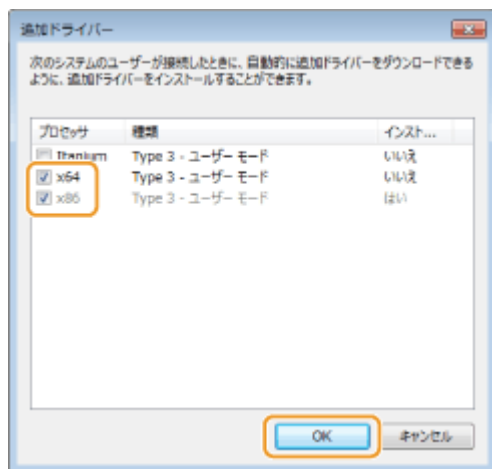 追加ドライバー
次のシステムのユーザーが接続したときに、自動的に追加ドライバーをダウンロードできる
ように、追加ドライバーをインストールすることができます。
プロセッサ 種類 インスト...
Itanium Type 3 - ユーザー モード いいえ
x64 Type 3 - ユーザー モード いいえ
x86 Type 3 - ユーザー モード はい
OK キャンセル